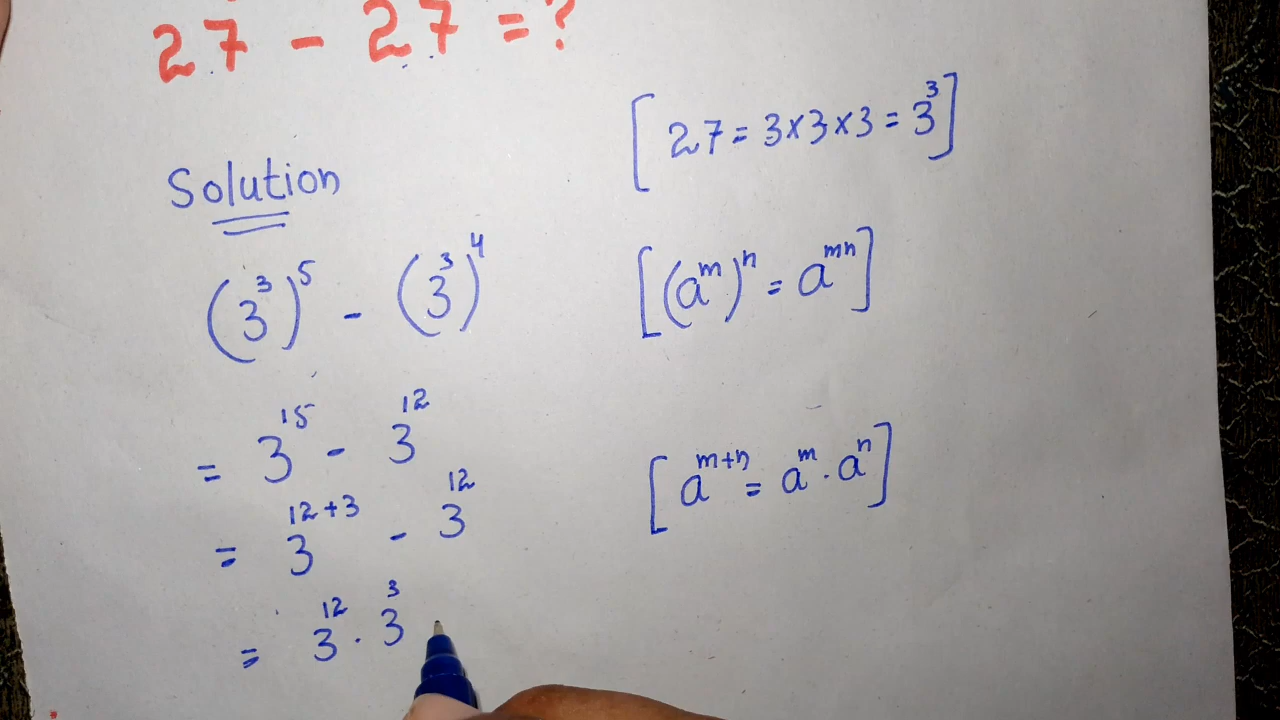 27 - 27 = ?
[27 = 3×3×3 = 3³]
Solution
(3³)⁵ - (3³)⁴
[(aᵐ)ⁿ = aᵐⁿ]
= 3¹⁵ - 3¹²
[aᵐ⁺ⁿ = aᵐ · aⁿ]
= 3¹²⁺³ - 3¹²
= 3¹² · 3³